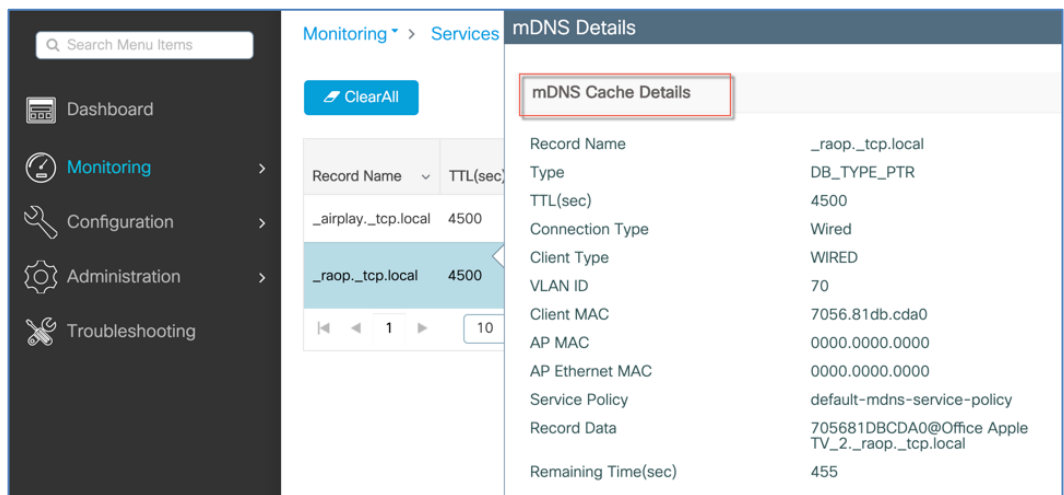 Search Menu Items
Dashboard
Monitoring
Configuration
Administration
Troubleshooting
Monitoring > Services
ClearAll
Record Name TTL(sec)
_airplay._tcp.local 4500
_raop._tcp.local 4500
1 10
mDNS Details
mDNS Cache Details
Record Name _raop._tcp.local
Type DB_TYPE_PTR
TTL(sec) 4500
Connection Type Wired
Client Type WIRED
VLAN ID 70
Client MAC 7056.81db.cda0
AP MAC 0000.0000.0000
AP Ethernet MAC 0000.0000.0000
Service Policy default-mdns-service-policy
Record Data 705681DBCDA0@Office Apple
TV_2._raop._tcp.local
Remaining Time(sec) 455